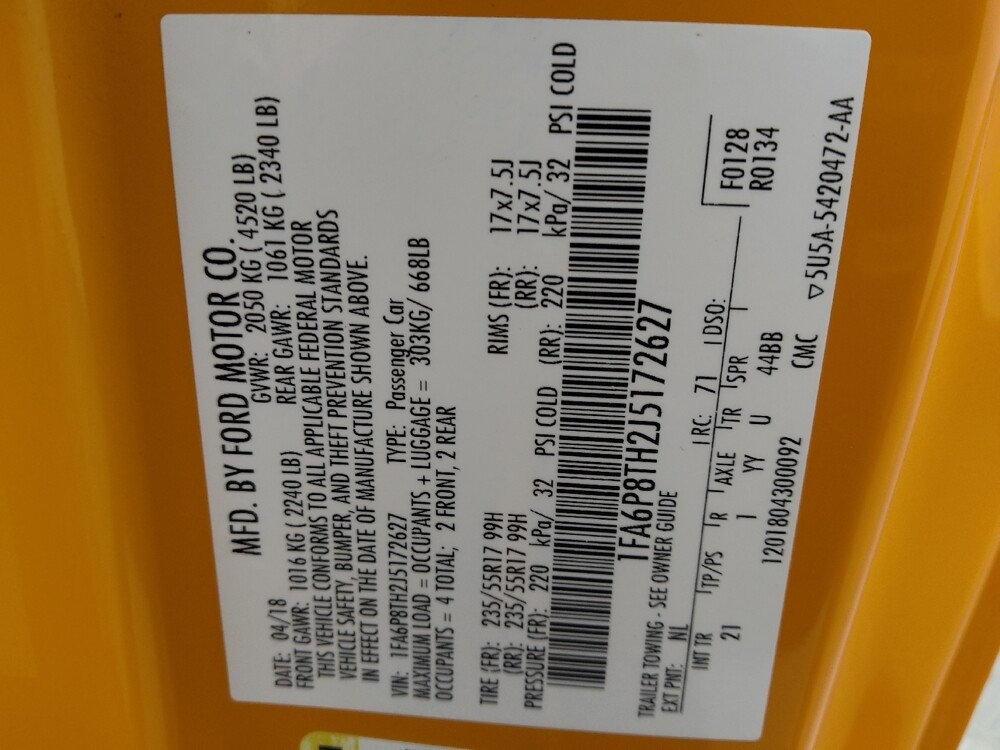 MFD. BY FORD MOTOR CO.
DATE: 04/18 GVWR: 2050 KG ( 4520 LB)
FRONT GAWR: 1016 KG ( 2240 LB) REAR GAWR: 1061 KG ( 2340 LB)
THIS VEHICLE CONFORMS TO ALL APPLICABLE FEDERAL MOTOR
VEHICLE SAFETY, BUMPER, AND THEFT PREVENTION STANDARDS
IN EFFECT ON THE DATE OF MANUFACTURE SHOWN ABOVE.
VIN: 1FA6P8TH2J5172627 TYPE: Passenger Car
MAXIMUM LOAD = OCCUPANTS + LUGGAGE = 303KG/ 668LB
OCCUPANTS = 4 TOTAL; 2 FRONT, 2 REAR
TIRE (FR): 235/55R17 99H RIMS (FR): 17x7.5J
(RR): 235/55R17 99H (RR): 17x7.5J
PRESSURE (FR): 220 kPa/ 32 PSI COLD (RR): 220 kPa/ 32 PSI COLD
1FA6P8TH2J5172627
TRAILER TOWING - SEE OWNER GUIDE
EXT PNT: NL RC: 71 DSO: F0128
INT TR TP/PS R AXLE TR SPR R0134
21 1 YY U 44BB
1201804300092 CMC ▽5U5A-5420472-AA